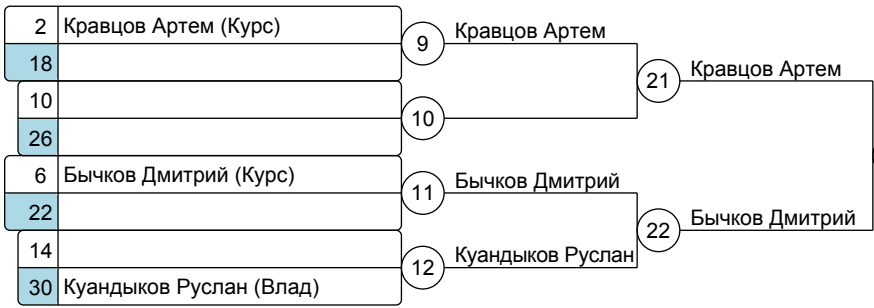 2 Кравцов Артем (Курс)
18
10
26
6 Бычков Дмитрий (Курс)
22
14
30 Куандыков Руслан (Влад)
9 Кравцов Артем
10
11 Бычков Дмитрий
12 Куандыков Руслан
21 Кравцов Артем
22 Бычков Дмитрий